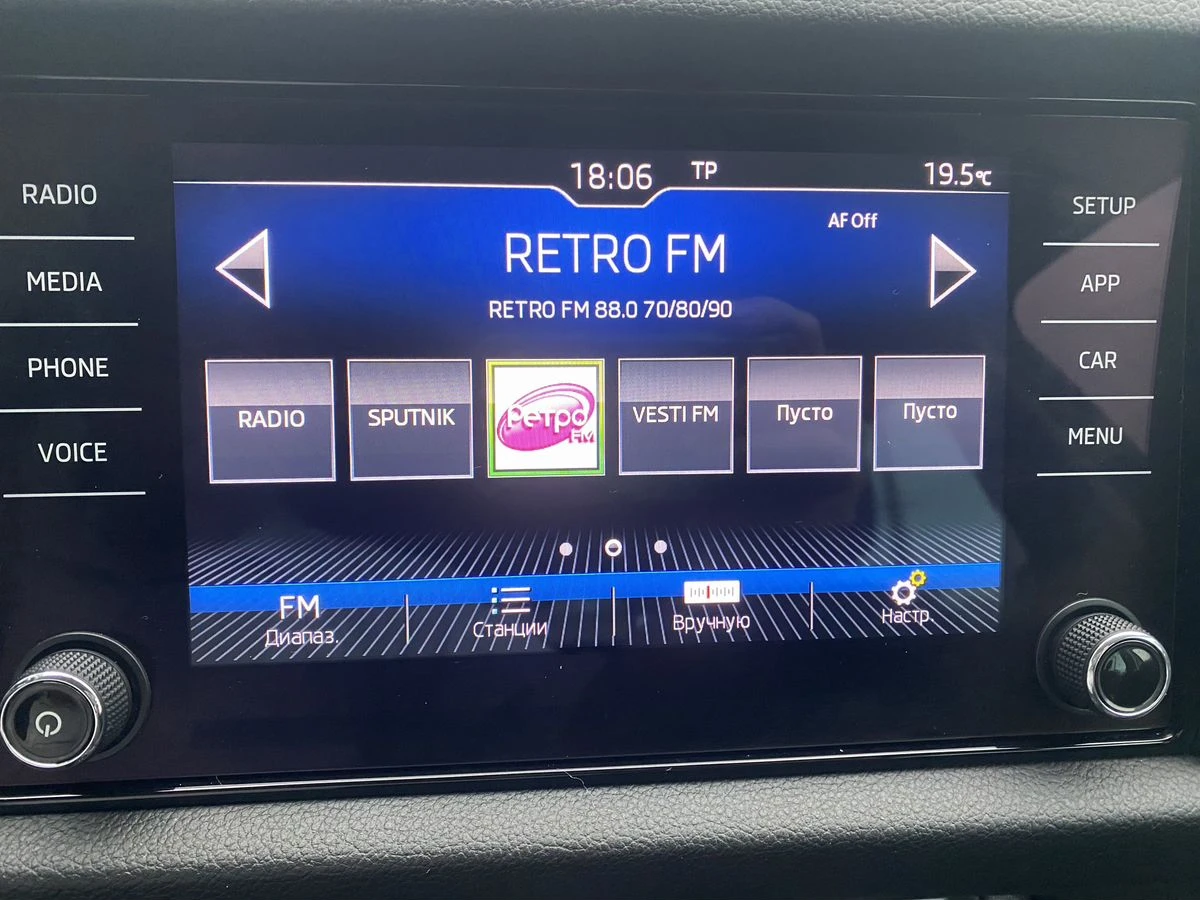 RADIO
MEDIA
PHONE
VOICE
18:06 TP 19.5°C
AF Off
RETRO FM
RETRO FM 88.0 70/80/90
RADIO SPUTNIK Ретро FM VESTI FM Пусто Пусто
FM
Диапаз. Станции Вручную Настр.
SETUP
APP
CAR
MENU